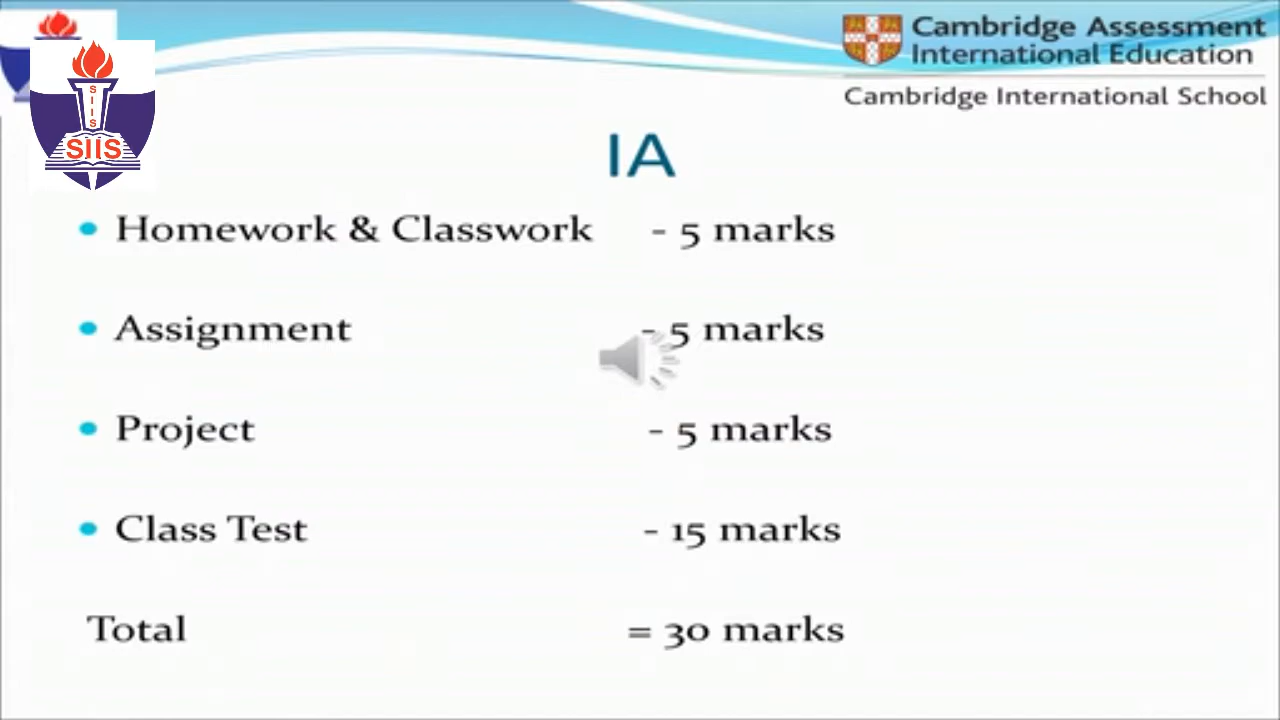 Cambridge Assessment
International Education
Cambridge International School
S
I
I
S
SIIS
IA
Homework & Classwork - 5 marks
Assignment - 5 marks
Project - 5 marks
Class Test - 15 marks
Total = 30 marks